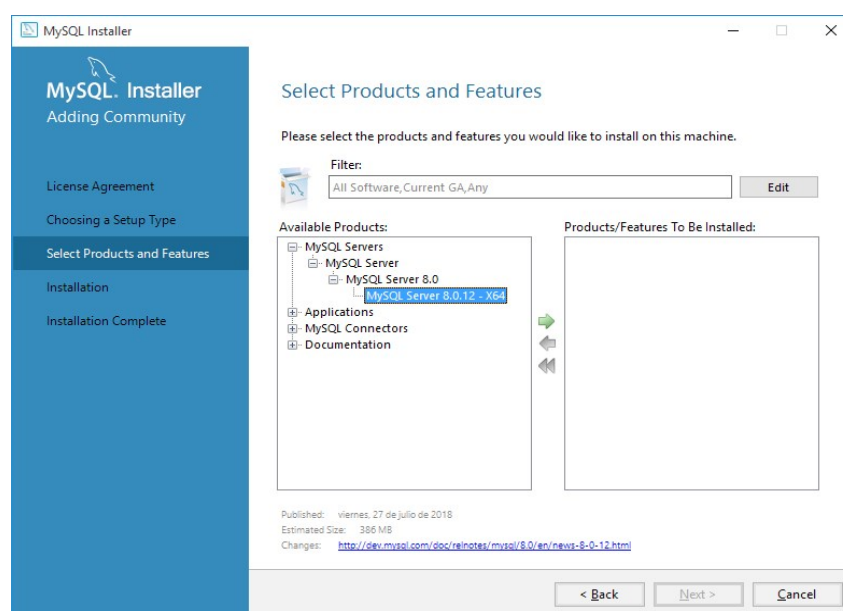 MySQL Installer
MySQL. Installer
Adding Community
License Agreement
Choosing a Setup Type
Select Products and Features
Installation
Installation Complete
Select Products and Features
Please select the products and features you would like to install on this machine.
Filter:
All Software,Current GA,Any
Edit
Available Products:
MySQL Servers
MySQL Server
MySQL Server 8.0
MySQL Server 8.0.12 - X64
Applications
MySQL Connectors
Documentation
Products/Features To Be Installed:
Published: viernes, 27 de julio de 2018
Estimated Size: 386 MB
Changes: http://dev.mysql.com/doc/relnotes/mysql/8.0/en/news-8-0-12.html
< Back
Next >
Cancel